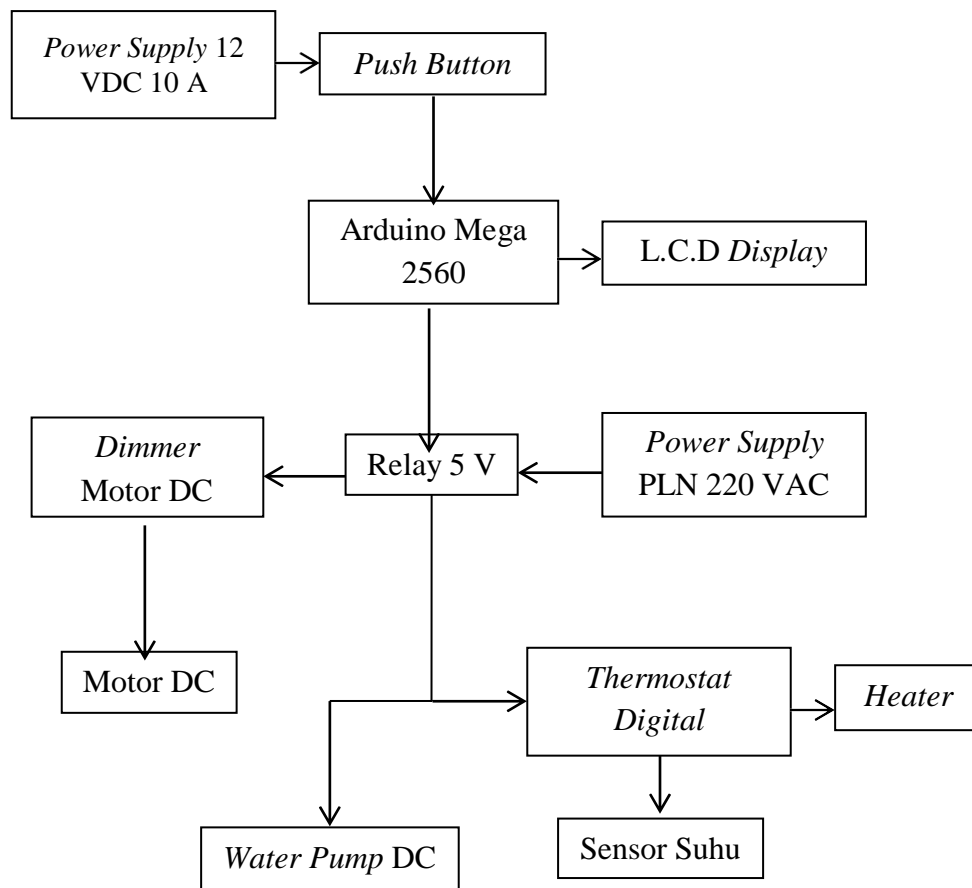 Power Supply 12
VDC 10 A
Push Button
Arduino Mega
2560
L.C.D Display
Dimmer
Motor DC
Relay 5 V
Power Supply
PLN 220 VAC
Motor DC
Thermostat
Digital
Heater
Water Pump DC
Sensor Suhu